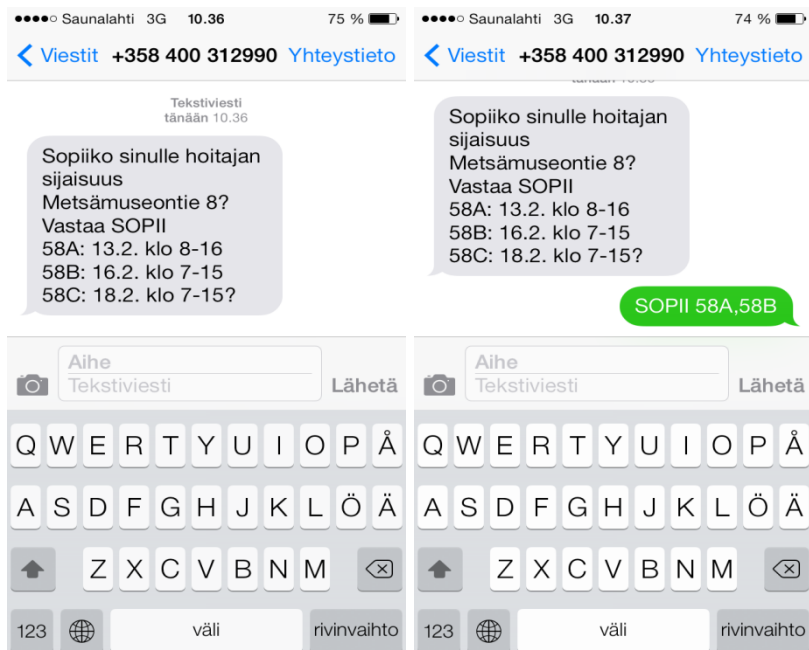 Saunalahti 3G 10.36 75 %
Viestit +358 400 312990 Yhteystieto
Tekstiviesti
tänään 10.36
Sopiiko sinulle hoitajan
sijaisuus
Metsämuseontie 8?
Vastaa SOPII
58A: 13.2. klo 8-16
58B: 16.2. klo 7-15
58C: 18.2. klo 7-15?
Aihe
Tekstiviesti
Lähetä
Q W E R T Y U I O P Å
A S D F G H J K L Ö Ä
Z X C V B N M
123 väli rivinvaihto
Saunalahti 3G 10.37 74 %
Viestit +358 400 312990 Yhteystieto
Sopiiko sinulle hoitajan
sijaisuus
Metsämuseontie 8?
Vastaa SOPII
58A: 13.2. klo 8-16
58B: 16.2. klo 7-15
58C: 18.2. klo 7-15?
SOPII 58A,58B
Aihe
Tekstiviesti
Lähetä
Q W E R T Y U I O P Å
A S D F G H J K L Ö Ä
Z X C V B N M
123 väli rivinvaihto